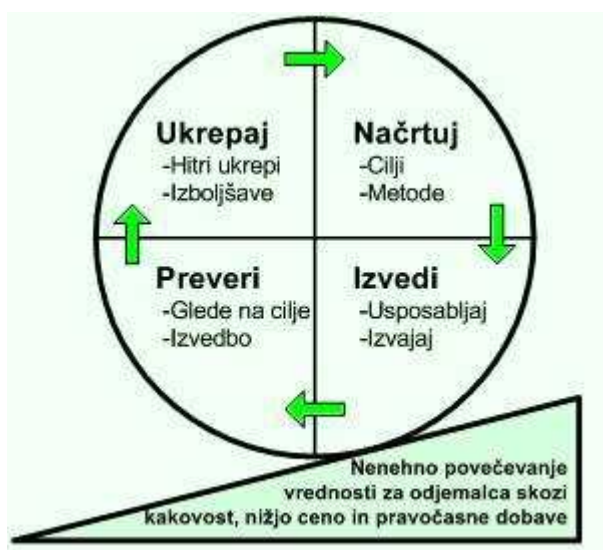 Ukrepaj
-Hitri ukrepi
-Izboljšave
Načrtuj
-Cilji
-Metode
Preveri
-Glede na cilje
-Izvedbo
Izvedi
-Usposabljaj
-Izvajaj
Nenehno povečevanje
vrednosti za odjemalca skozi
kakovost, nižjo ceno in pravočasne dobave